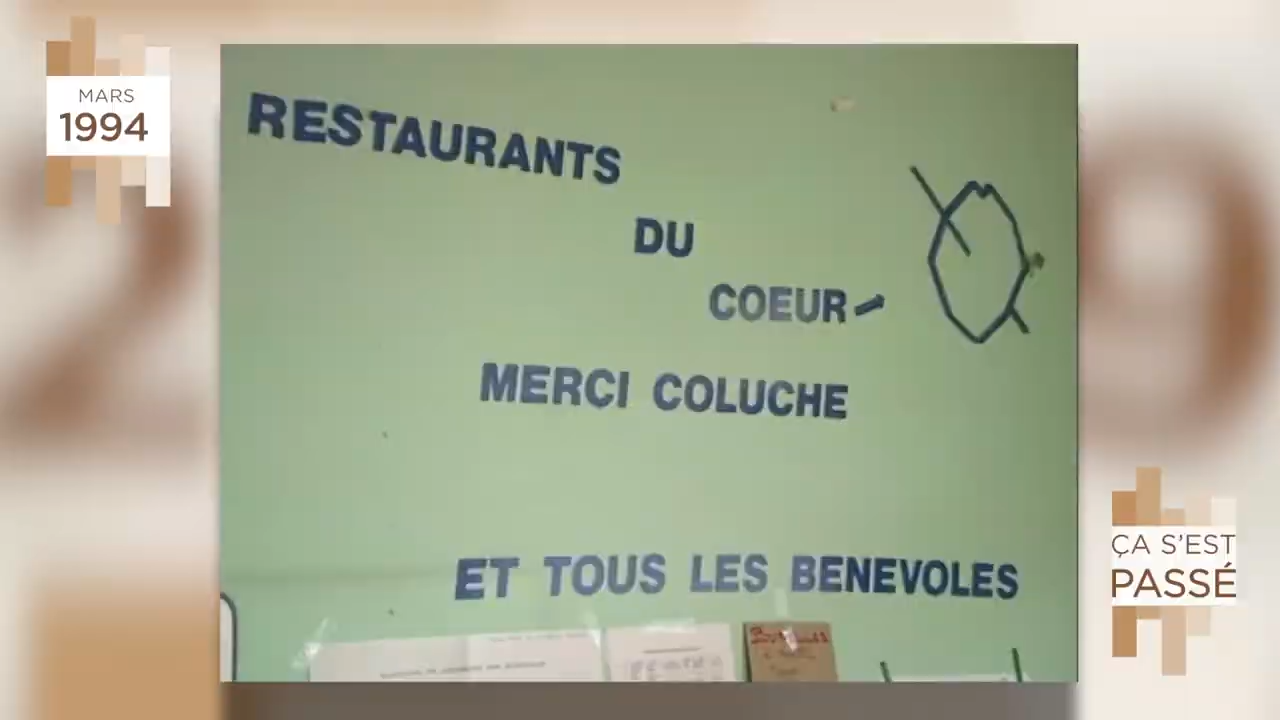 MARS
1994
RESTAURANTS
DU
COEUR
MERCI COLUCHE
ET TOUS LES BENEVOLES
ÇA S'EST
PASSÉ